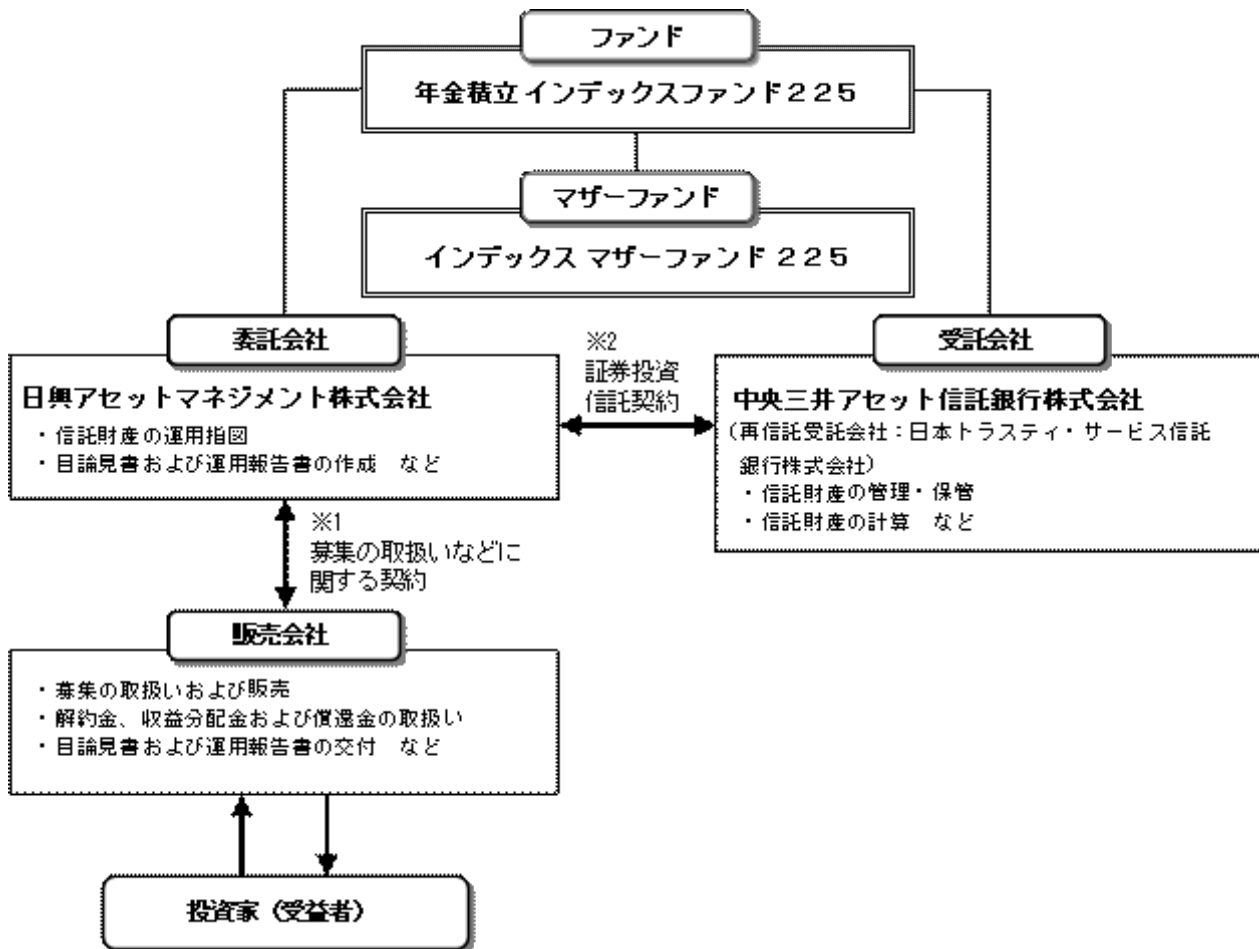 ファンド
年金積立 インデックスファンド２２５
マザーファンド
インデックス マザーファンド ２２５
委託会社
日興アセットマネジメント株式会社
・信託財産の運用指図
・目論見書および運用報告書の作成　など
※2
証券投資
信託契約
受託会社
中央三井アセット信託銀行株式会社
（再信託受託会社：日本トラスティ・サービス信託
銀行株式会社）
・信託財産の管理・保管
・信託財産の計算　など
※1
募集の取扱いなどに
関する契約
販売会社
・募集の取扱いおよび販売
・解約金、収益分配金および償還金の取扱い
・目論見書および運用報告書の交付　など
投資家（受益者）